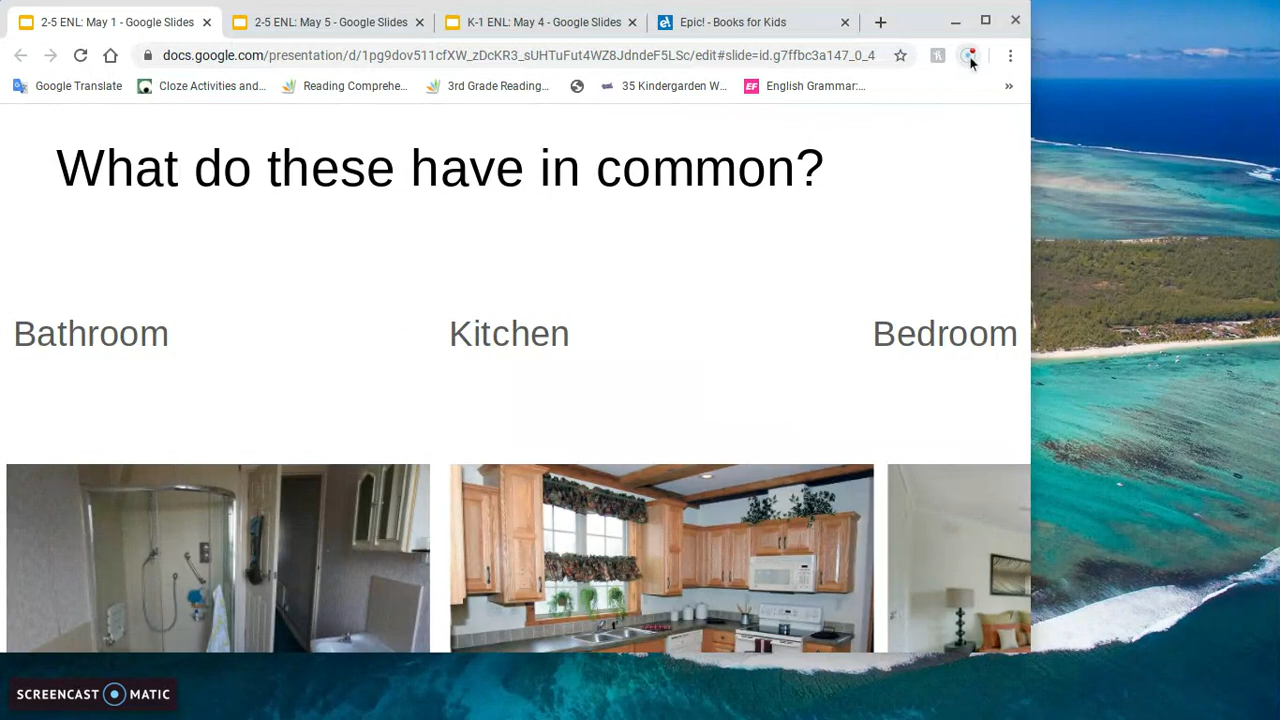 2-5 ENL: May 1 - Google Slides
2-5 ENL: May 5 - Google Slides
K-1 ENL: May 4 - Google Slides
Epic! - Books for Kids
docs.google.com/presentation/d/1pg9dov511cfXW_zDcKR3_sUHTuFut4WZ8JdndeF5LSc/edit#slide=id.g7ffbc3a147_0_4
Google Translate
Cloze Activities and...
Reading Comprehe...
3rd Grade Reading...
35 Kindergarden W...
EF English Grammar:...
What do these have in common?
Bathroom
Kitchen
Bedroom
SCREENCAST MATIC